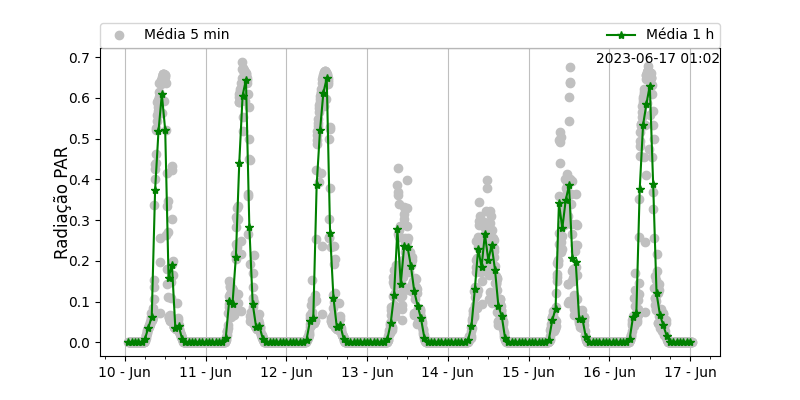 Média 5 min
Média 1 h
2023-06-17 01:02
Radiação PAR
0.7
0.6
0.5
0.4
0.3
0.2
0.1
0.0
10 - Jun
11 - Jun
12 - Jun
13 - Jun
14 - Jun
15 - Jun
16 - Jun
17 - Jun